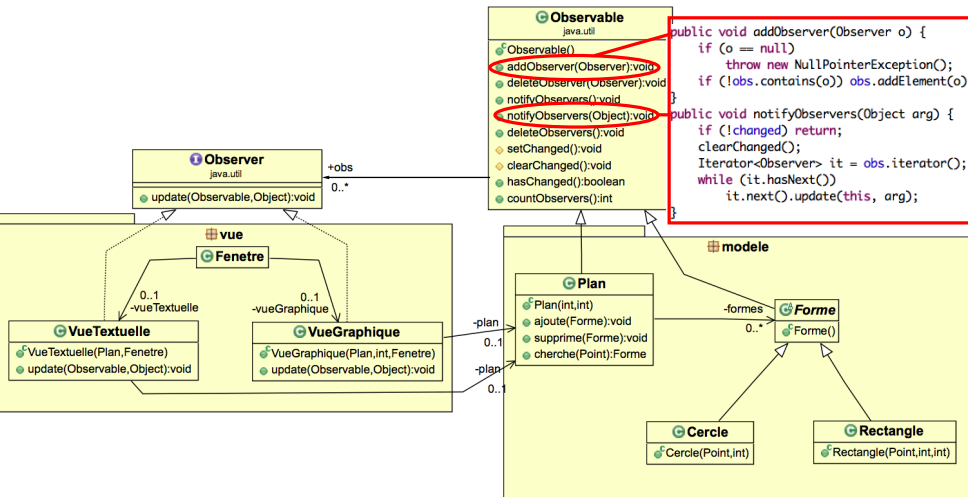 Observable
java.util
Observable()
addObserver(Observer):void
deleteObserver(Observer):void
notifyObservers():void
notifyObservers(Object):void
deleteObservers():void
setChanged():void
clearChanged():void
hasChanged():boolean
countObservers():int
public void addObserver(Observer o) {
if (o == null)
throw new NullPointerException();
if (!obs.contains(o)) obs.addElement(o)
}
public void notifyObservers(Object arg) {
if (!changed) return;
clearChanged();
Iterator<Observer> it = obs.iterator();
while (it.hasNext())
it.next().update(this, arg);
}
I Observer
java.util
update(Observable,Object):void
+obs
0..*
vue
C Fenetre
0..1
-vueTextuelle
0..1
-vueGraphique
C VueTextuelle
VueTextuelle(Plan,Fenetre)
update(Observable,Object):void
C VueGraphique
VueGraphique(Plan,int,Fenetre)
update(Observable,Object):void
-plan
0..1
-plan
0..1
modele
C Plan
Plan(int,int)
ajoute(Forme):void
supprime(Forme):void
cherche(Point):Forme
-formes
0..*
Forme
Forme()
C Cercle
Cercle(Point,int)
C Rectangle
Rectangle(Point,int,int)